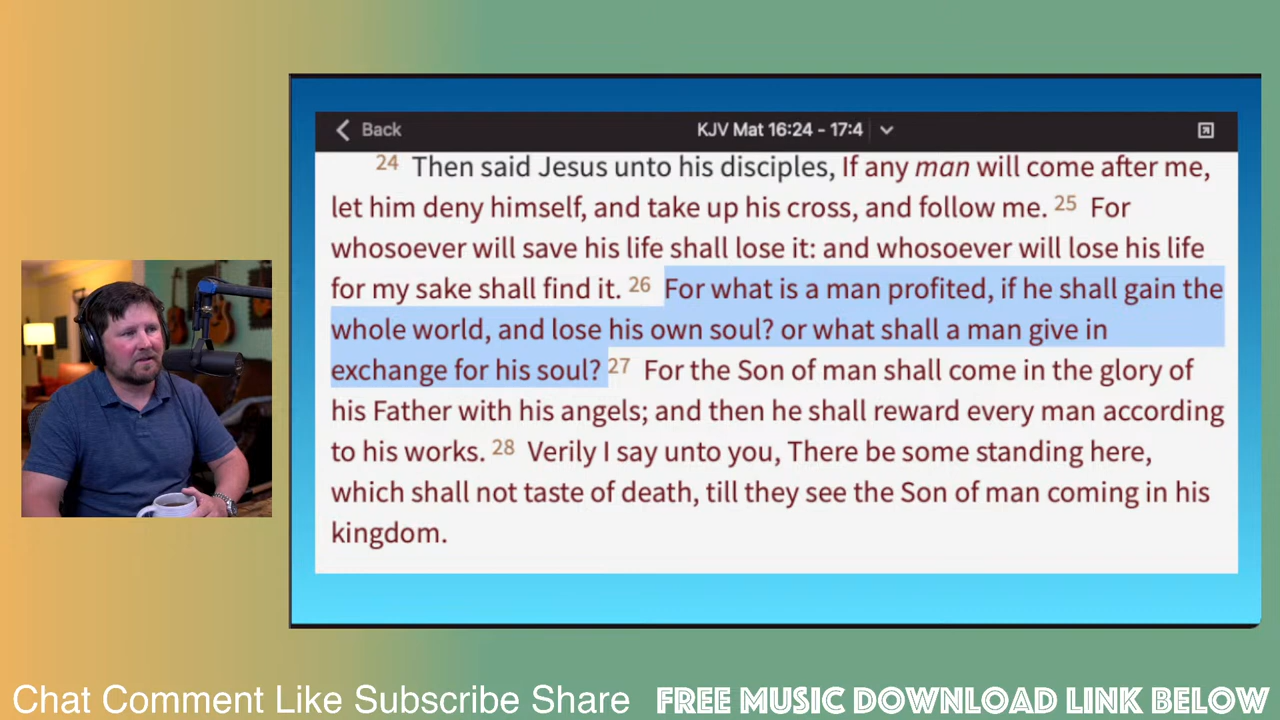 Back
KJV Mat 16:24 - 17:4
24 Then said Jesus unto his disciples, If any man will come after me,
let him deny himself, and take up his cross, and follow me. 25 For
whosoever will save his life shall lose it: and whosoever will lose his life
for my sake shall find it. 26 For what is a man profited, if he shall gain the
whole world, and lose his own soul? or what shall a man give in
exchange for his soul? 27 For the Son of man shall come in the glory of
his Father with his angels; and then he shall reward every man according
to his works. 28 Verily I say unto you, There be some standing here,
which shall not taste of death, till they see the Son of man coming in his
kingdom.
Chat Comment Like Subscribe Share
FREE MUSIC DOWNLOAD LINK BELOW